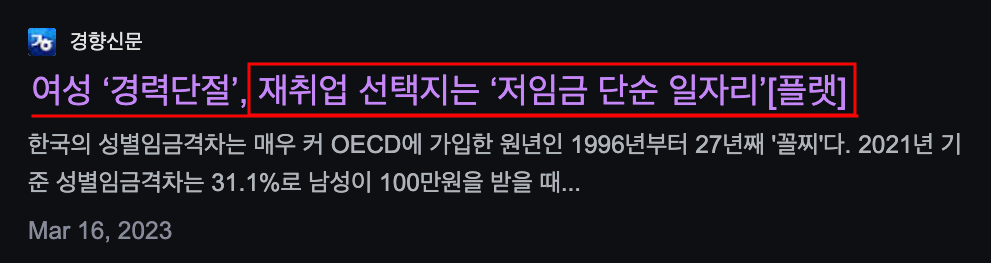 경향신문
여성 ‘경력단절’, 재취업 선택지는 ‘저임금 단순 일자리’[플랫]
한국의 성별임금격차는 매우 커 OECD에 가입한 원년인 1996년부터 27년째 '꼴찌'다. 2021년 기
준 성별임금격차는 31.1%로 남성이 100만원을 받을 때...
Mar 16, 2023